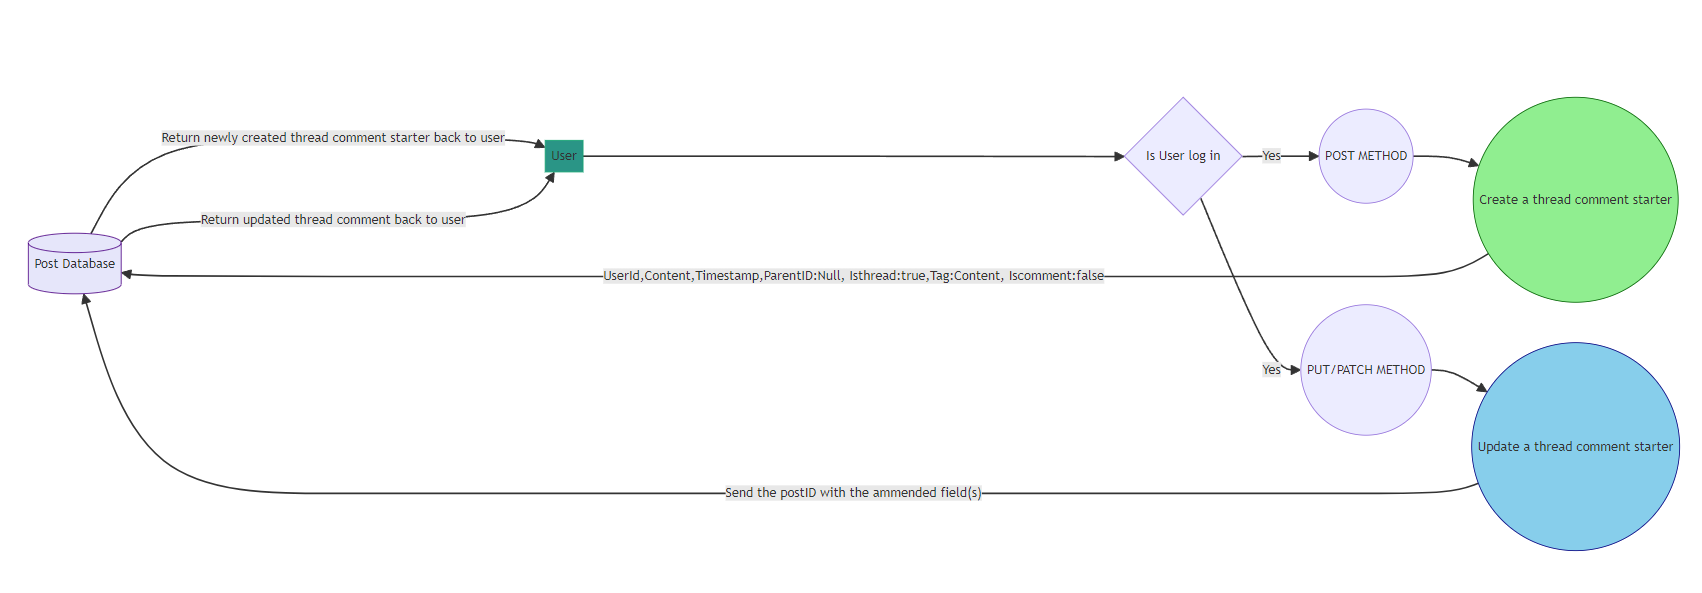 Return newly created thread comment starter back to user
User
Is User log in
Yes
POST METHOD
Create a thread comment starter
Return updated thread comment back to user
Post Database
UserId,Content,Timestamp,ParentID:Null, Isthread:true,Tag:Content, Iscomment:false
Yes
PUT/PATCH METHOD
Update a thread comment starter
Send the postID with the ammended field(s)